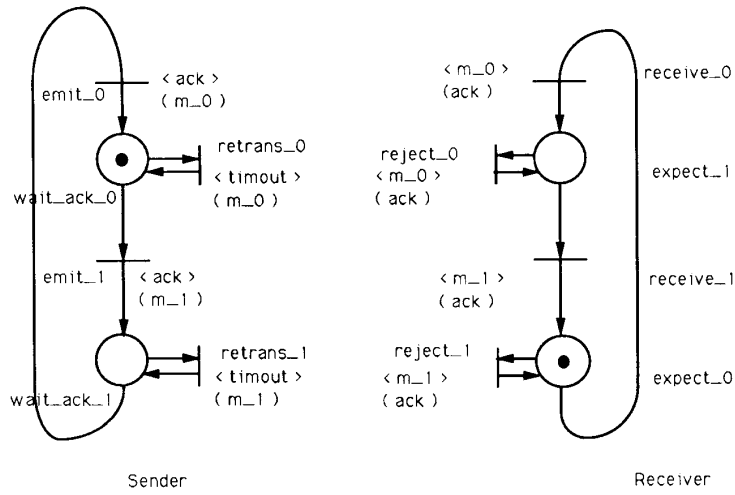 < ack >
emit_0
( m_0 )
retrans_0
< timout >
( m_0 )
wait_ack_0
emit_1
< ack >
( m_1 )
retrans_1
< timout >
( m_1 )
wait_ack_1
Sender
< m_0 >
( ack )
receive_0
reject_0
< m_0 >
( ack )
expect_1
< m_1 >
( ack )
receive_1
reject_1
< m_1 >
( ack )
expect_0
Receiver